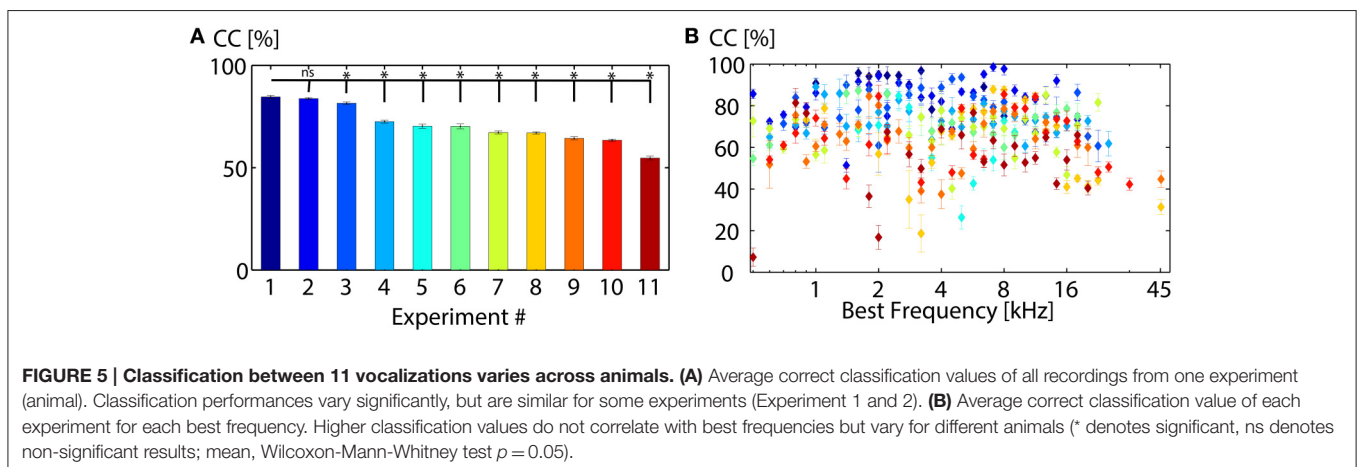 A CC [%]
100
50
0
ns * * * * * * * * *
1 2 3 4 5 6 7 8 9 10 11
Experiment #
B CC [%]
100
80
60
40
20
0
1 2 4 8 16 45
Best Frequency [kHz]
FIGURE 5 | Classification between 11 vocalizations varies across animals. (A) Average correct classification values of all recordings from one experiment
(animal). Classification performances vary significantly, but are similar for some experiments (Experiment 1 and 2). (B) Average correct classification value of each
experiment for each best frequency. Higher classification values do not correlate with best frequencies but vary for different animals (* denotes significant, ns denotes
non-significant results; mean, Wilcoxon-Mann-Whitney test p = 0.05).